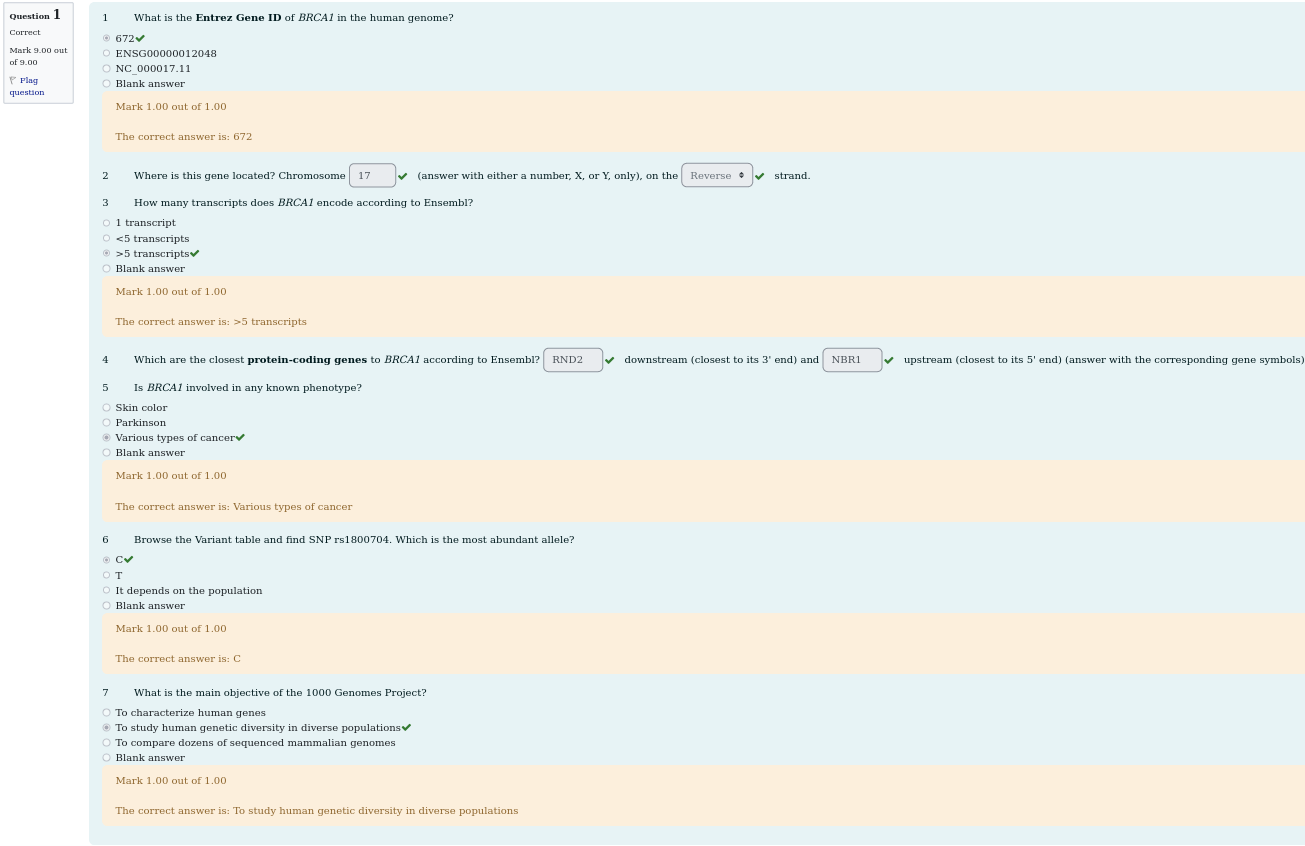 Question 1
Correct
Mark 9.00 out
of 9.00
Flag
question
1 What is the Entrez Gene ID of BRCA1 in the human genome?
672
ENSG00000012048
NC_000017.11
Blank answer
Mark 1.00 out of 1.00
The correct answer is: 672
2 Where is this gene located? Chromosome 17 (answer with either a number, X, or Y, only), on the Reverse strand.
3 How many transcripts does BRCA1 encode according to Ensembl?
1 transcript
<5 transcripts
>5 transcripts
Blank answer
Mark 1.00 out of 1.00
The correct answer is: >5 transcripts
4 Which are the closest protein-coding genes to BRCA1 according to Ensembl? RND2 downstream (closest to its 3' end) and NBR1 upstream (closest to its 5' end) (answer with the corresponding gene symbols)
5 Is BRCA1 involved in any known phenotype?
Skin color
Parkinson
Various types of cancer
Blank answer
Mark 1.00 out of 1.00
The correct answer is: Various types of cancer
6 Browse the Variant table and find SNP rs1800704. Which is the most abundant allele?
C
T
It depends on the population
Blank answer
Mark 1.00 out of 1.00
The correct answer is: C
7 What is the main objective of the 1000 Genomes Project?
To characterize human genes
To study human genetic diversity in diverse populations
To compare dozens of sequenced mammalian genomes
Blank answer
Mark 1.00 out of 1.00
The correct answer is: To study human genetic diversity in diverse populations